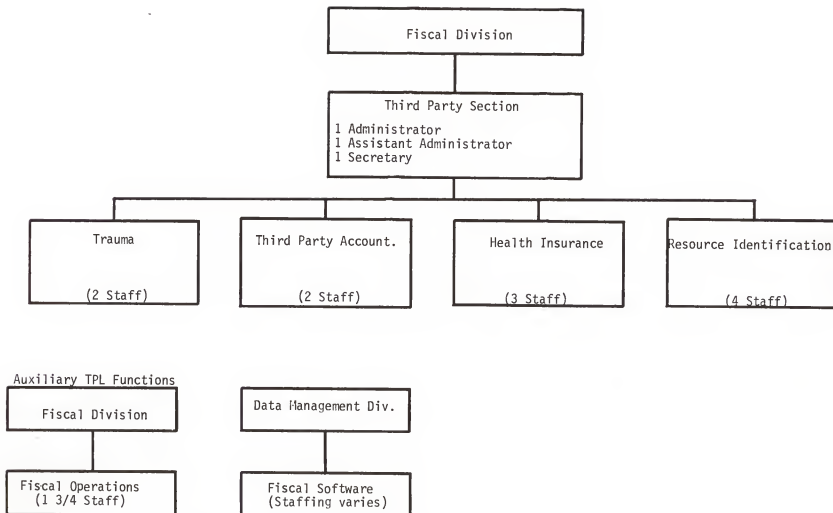 Fiscal Division
Third Party Section
1 Administrator
1 Assistant Administrator
1 Secretary
Trauma
(2 Staff)
Third Party Account.
(2 Staff)
Health Insurance
(3 Staff)
Resource Identification
(4 Staff)
Auxiliary TPL Functions
Fiscal Division
Fiscal Operations
(1 3/4 Staff)
Data Management Div.
Fiscal Software
(Staffing varies)